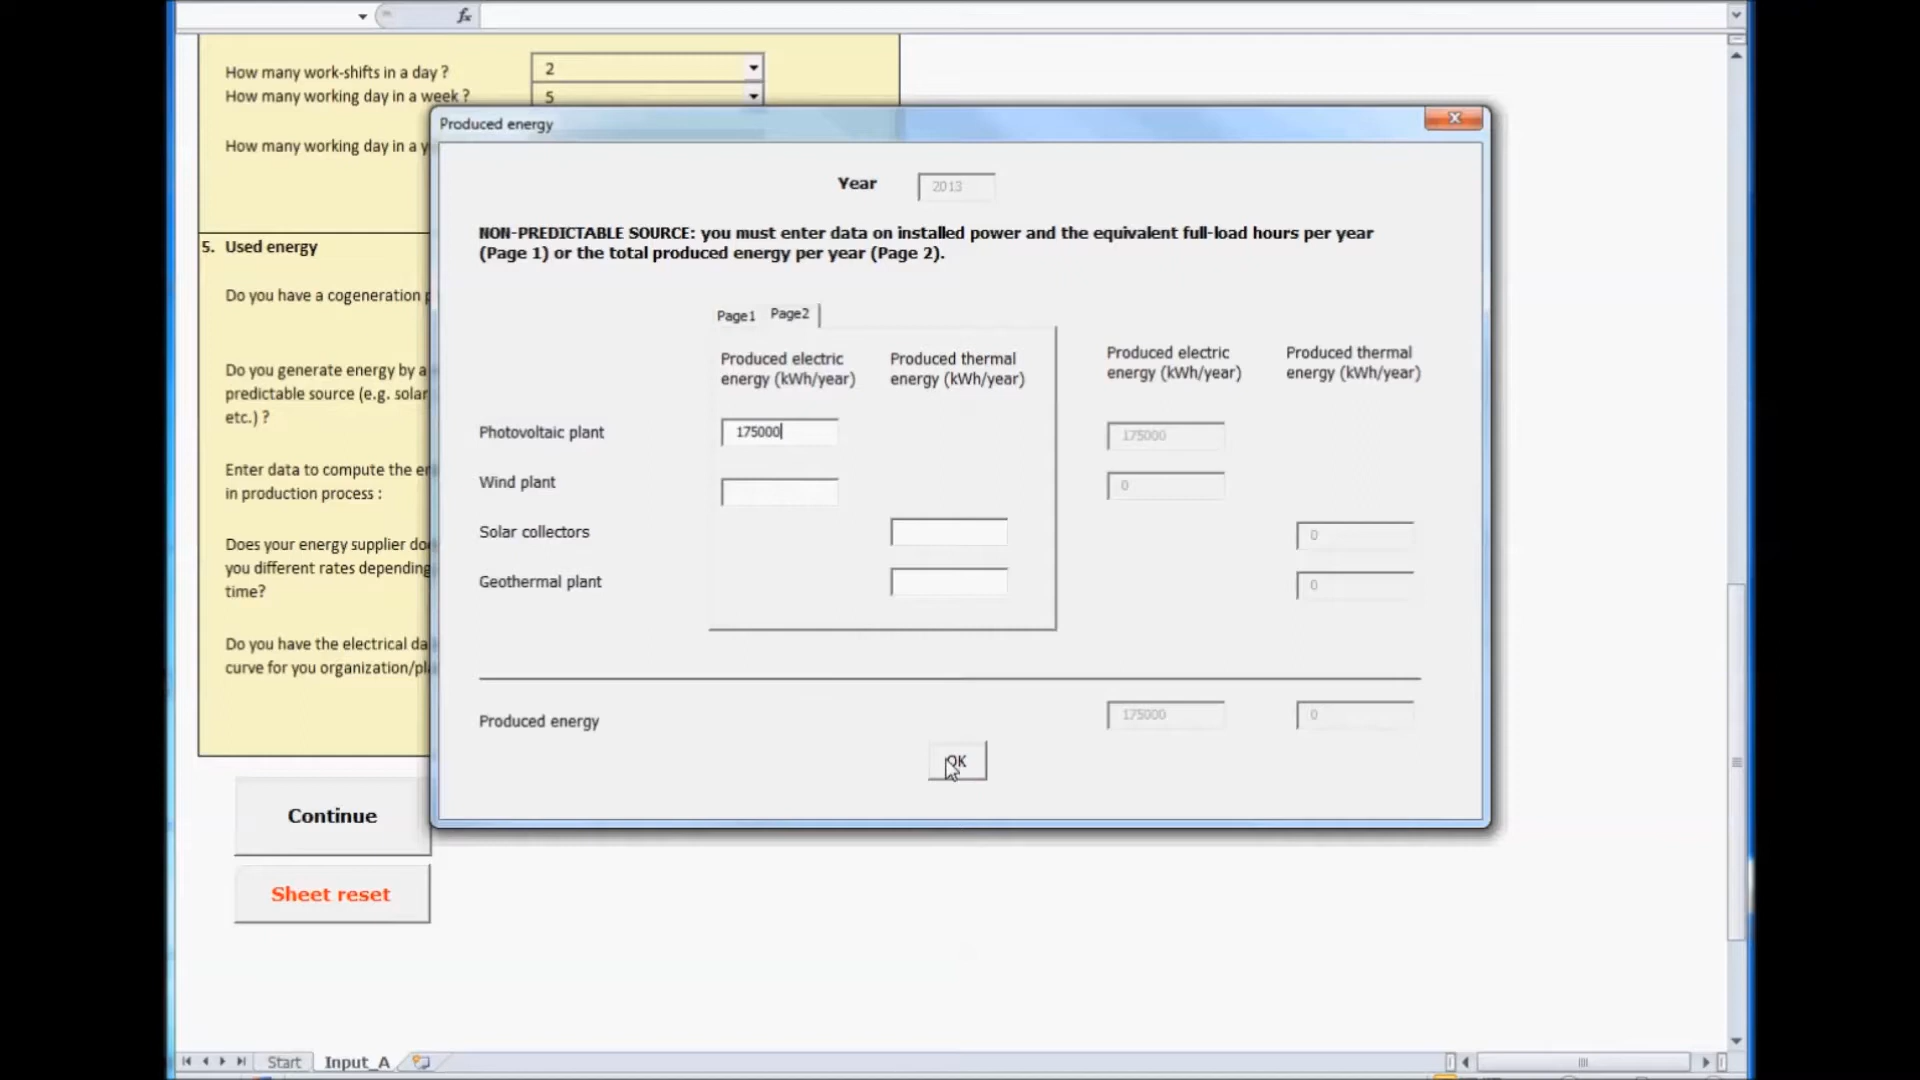 fx
How many work-shifts in a day ?
2
How many working day in a week ?
5
How many working day in a y
5. Used energy
Do you have a cogeneration p
Do you generate energy by a
predictable source (e.g. solar
etc.) ?
Enter data to compute the en
in production process :
Does your energy supplier doe
you different rates depending
time?
Do you have the electrical da
curve for you organization/pla
Continue
Sheet reset
Produced energy
X
Year
2013
NON-PREDICTABLE SOURCE: you must enter data on installed power and the equivalent full-load hours per year
(Page 1) or the total produced energy per year (Page 2).
Page1 Page2
Produced electric
energy (kWh/year)
Produced thermal
energy (kWh/year)
Produced electric
energy (kWh/year)
Produced thermal
energy (kWh/year)
Photovoltaic plant
175000
175000
Wind plant
0
Solar collectors
0
Geothermal plant
0
Produced energy
175000
0
OK
Start
Input_A